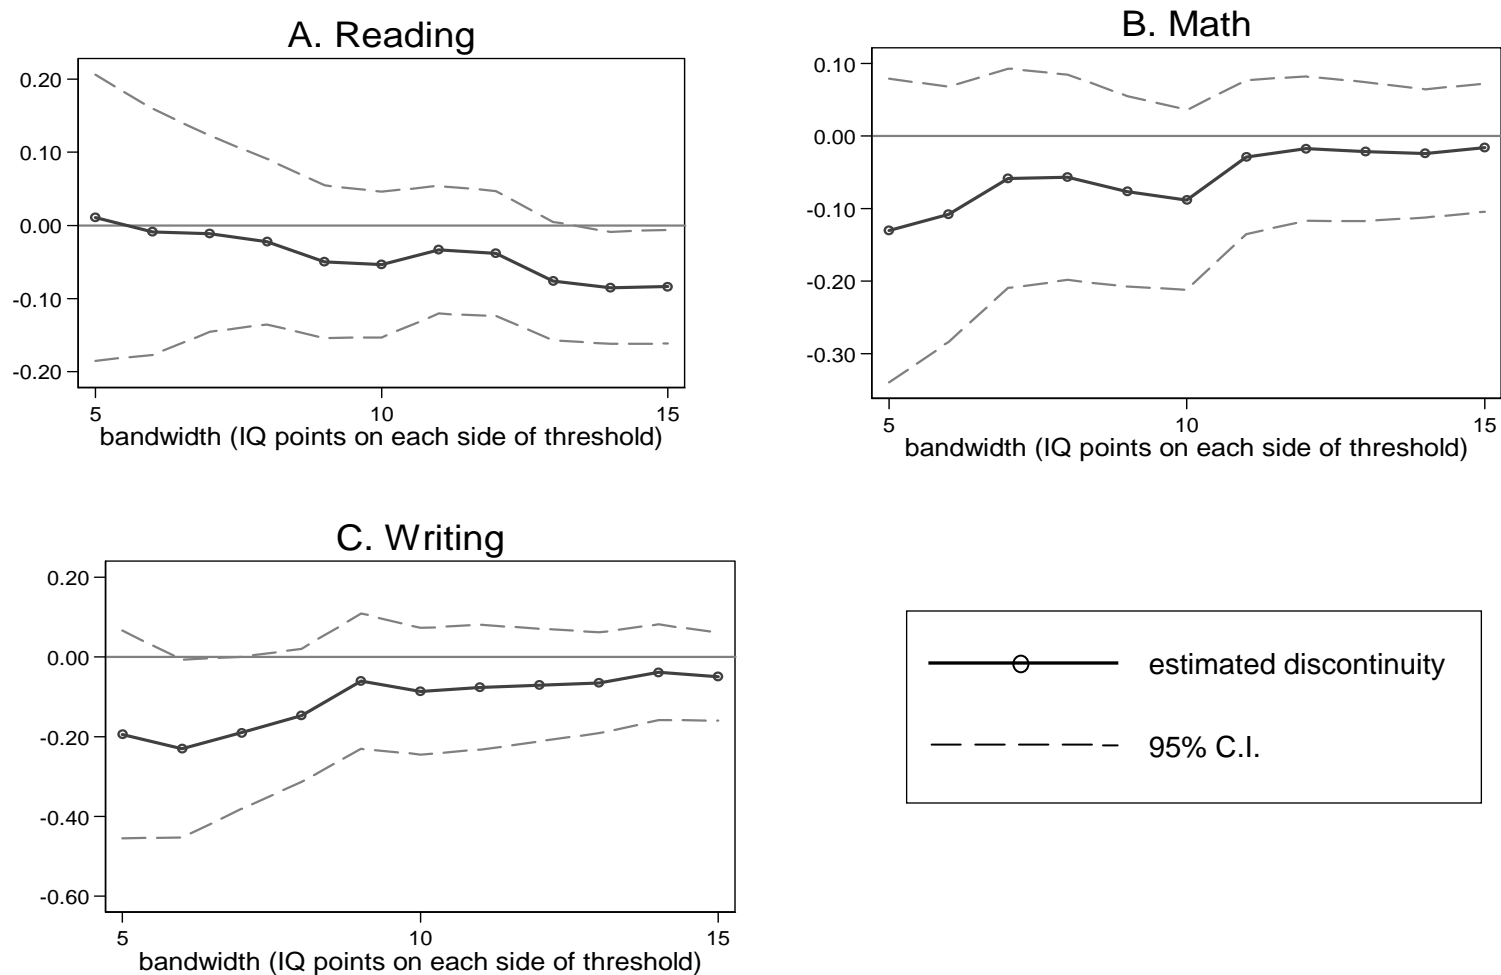 A. Reading
0.20
0.10
0.00
-0.10
-0.20
5 10 15
bandwidth (IQ points on each side of threshold)
B. Math
0.10
0.00
-0.10
-0.20
-0.30
5 10 15
bandwidth (IQ points on each side of threshold)
C. Writing
0.20
0.00
-0.20
-0.40
-0.60
5 10 15
bandwidth (IQ points on each side of threshold)
estimated discontinuity
95% C.I.